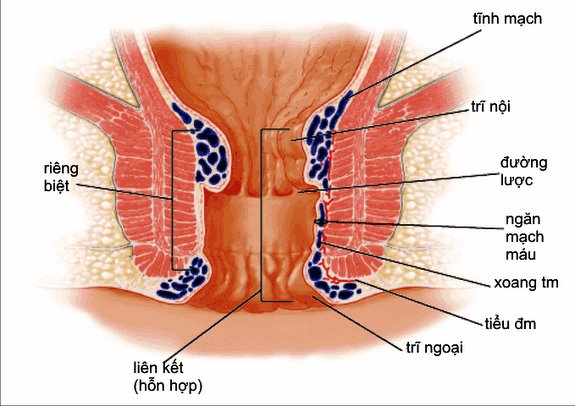 tĩnh mạch
trĩ nội
đường
lược
ngăn
mạch
máu
xoang tm
tiểu đm
trĩ ngoại
riêng
biệt
liên kết
(hỗn hợp)